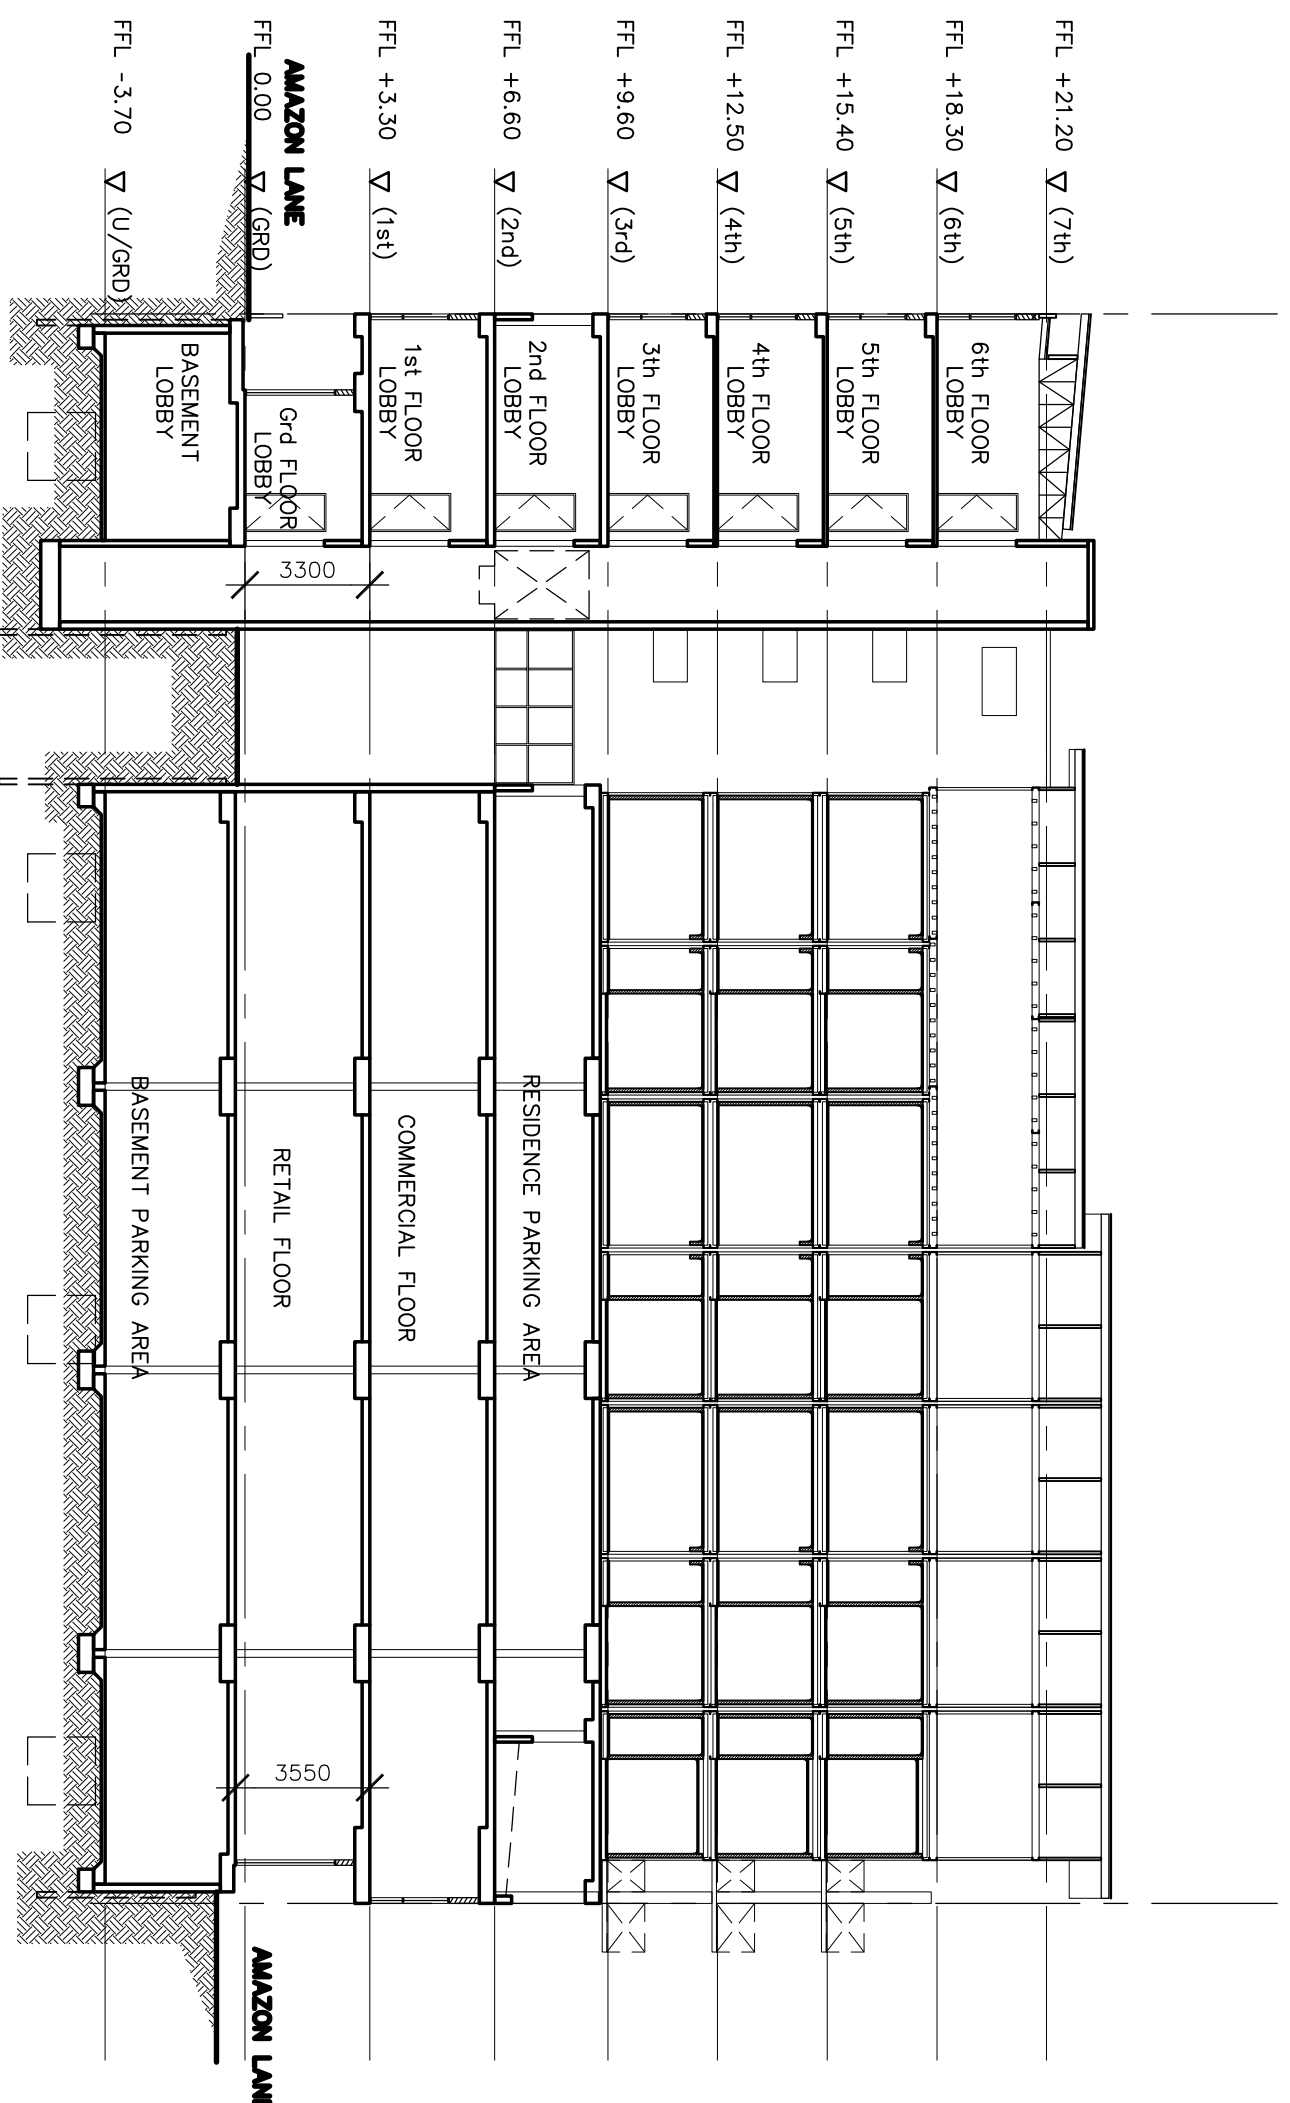 FFL +21.20 (7th)
FFL +18.30 (6th)
FFL +15.40 (5th)
FFL +12.50 (4th)
FFL +9.60 (3rd)
FFL +6.60 (2nd)
FFL +3.30 (1st)
AMAZON LANE
FFL 0.00 (GRD)
FFL -3.70 (U/GRD)
6th FLOOR
LOBBY
5th FLOOR
LOBBY
4th FLOOR
LOBBY
3th FLOOR
LOBBY
2nd FLOOR
LOBBY
1st FLOOR
LOBBY
Grd FLOOR
LOBBY
BASEMENT
LOBBY
3300
RESIDENCE PARKING AREA
COMMERCIAL FLOOR
RETAIL FLOOR
BASEMENT PARKING AREA
3550
AMAZON LANE